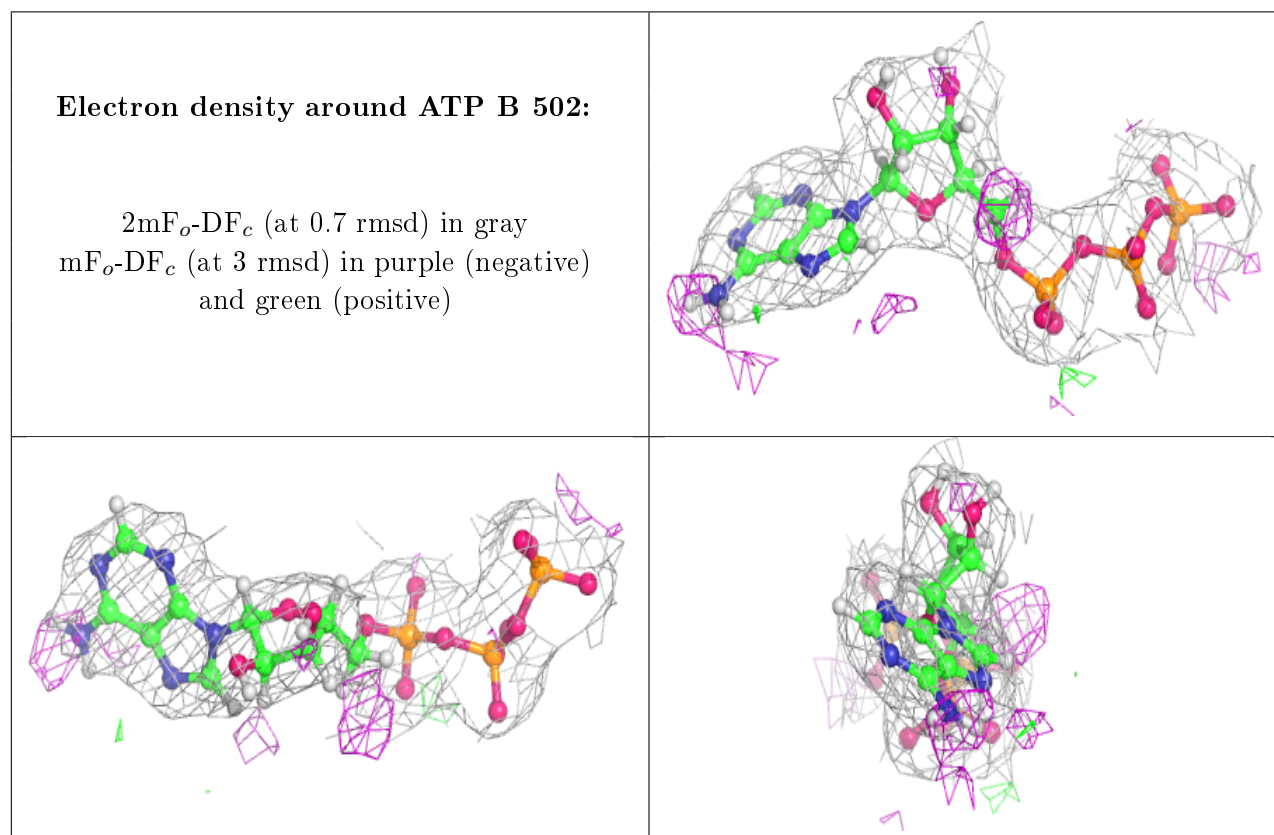 Electron density around ATP B 502:
2mFo-DFc (at 0.7 rmsd) in gray
mFo-DFc (at 3 rmsd) in purple (negative)
and green (positive)